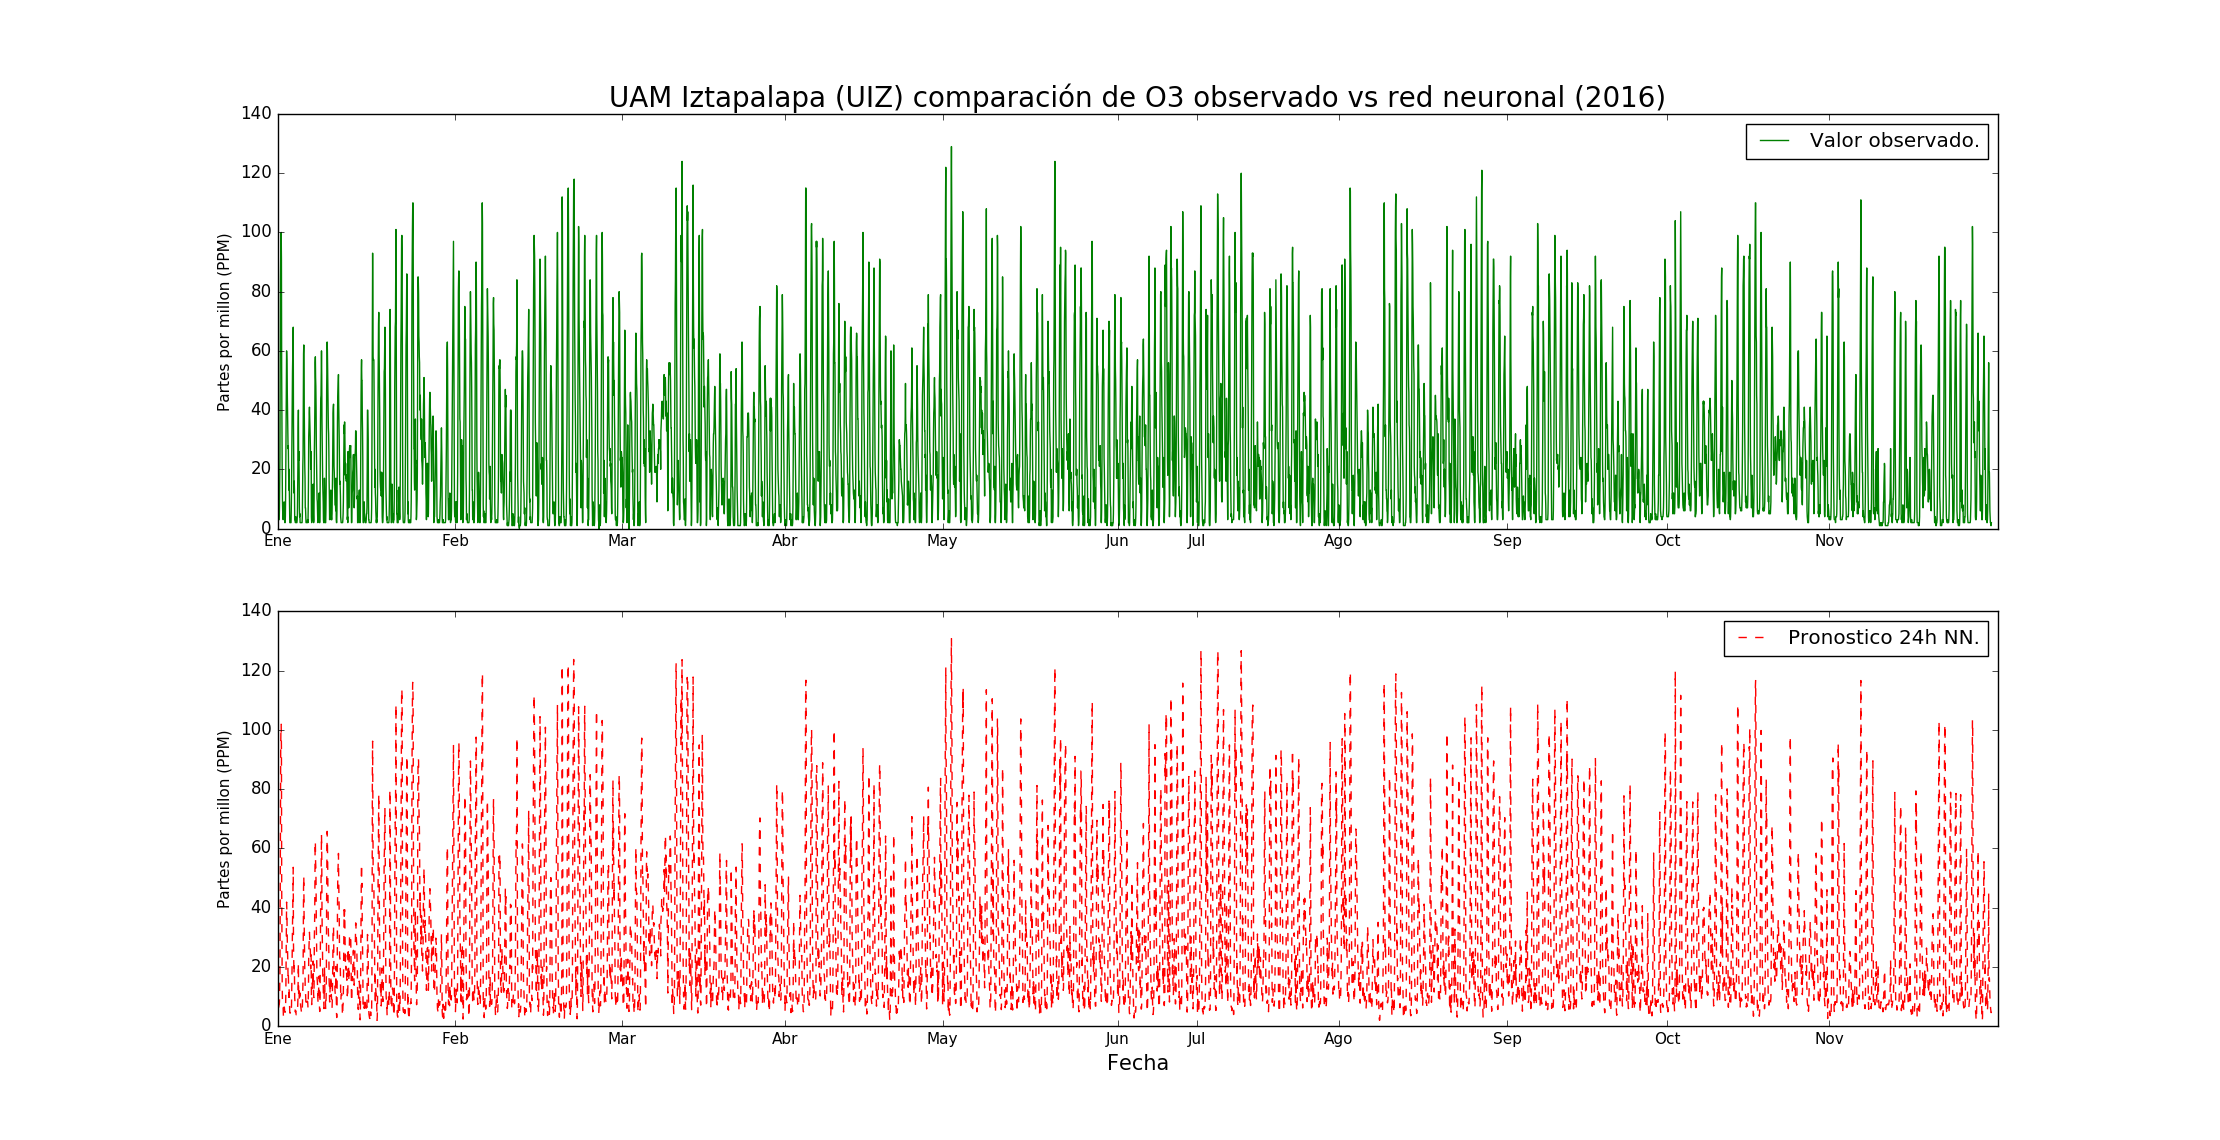 UAM Iztapalapa (UIZ) comparación de O3 observado vs red neuronal (2016)
140
120
100
80
60
40
20
0
Partes por millon (PPM)
Valor observado.
Ene Feb Mar Abr May Jun Jul Ago Sep Oct Nov
140
120
100
80
60
40
20
0
Partes por millon (PPM)
Pronostico 24h NN.
Ene Feb Mar Abr May Jun Jul Ago Sep Oct Nov
Fecha